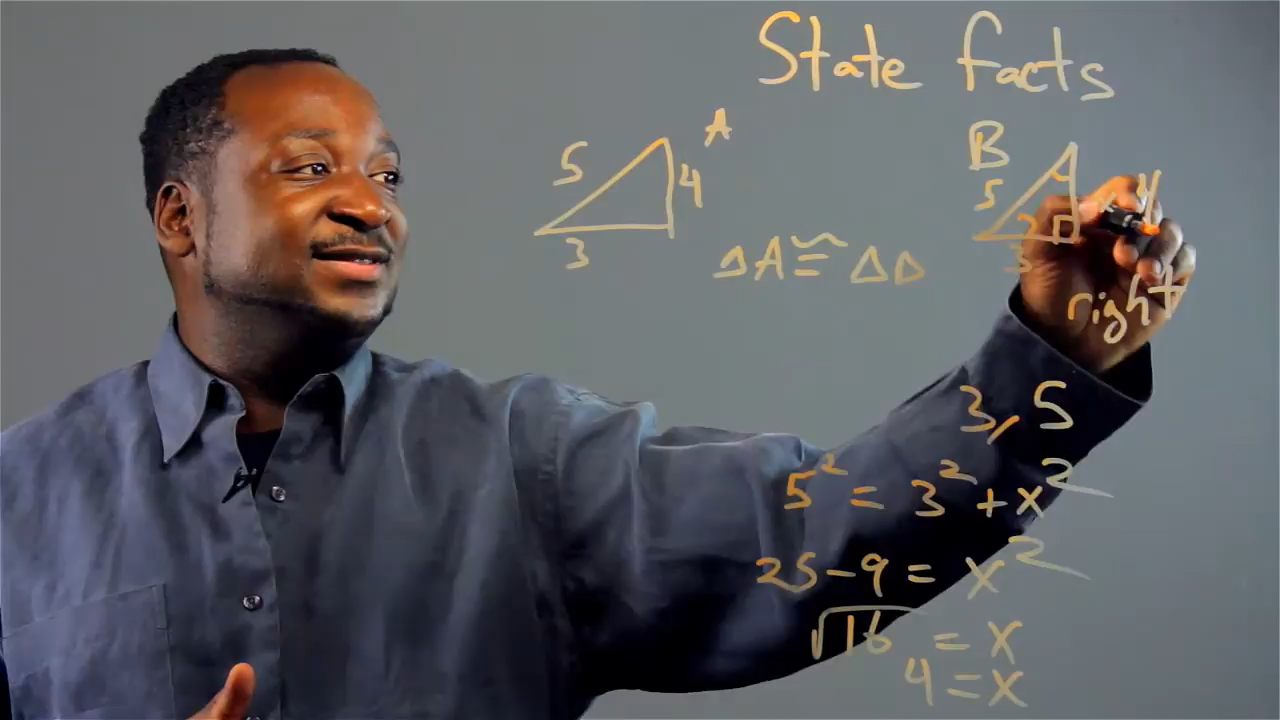 State facts
A
B
5
4
3
5
4
3
ΔA ≅ ΔD
right
3, 5
5² = 3² + x²
25 - 9 = x²
√16 = x
4 = x